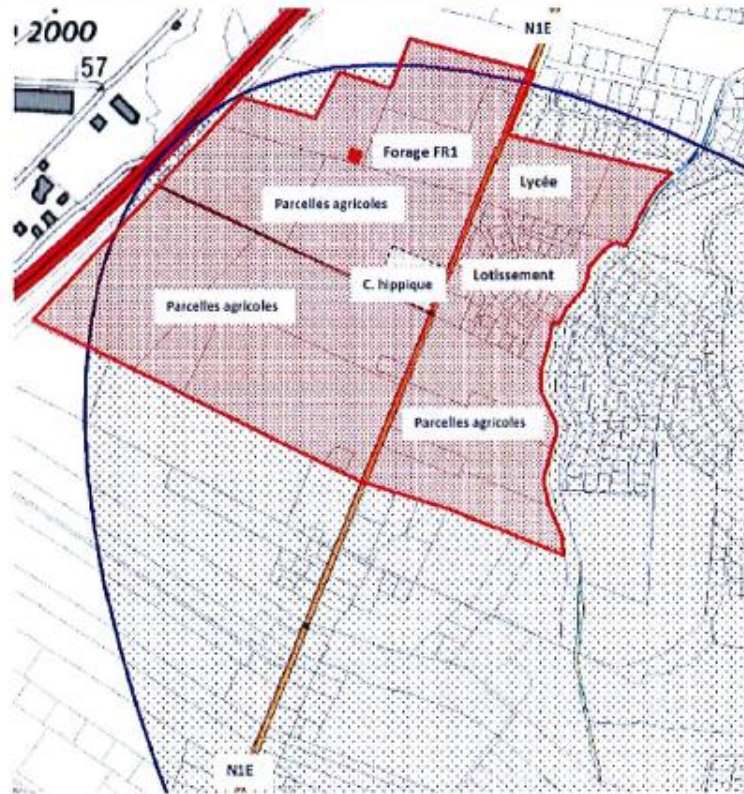 N1E
2000
57
Forage FR1
Lycée
Parcelles agricoles
C. hippique
Lotissement
Parcelles agricoles
Parcelles agricoles
N1E